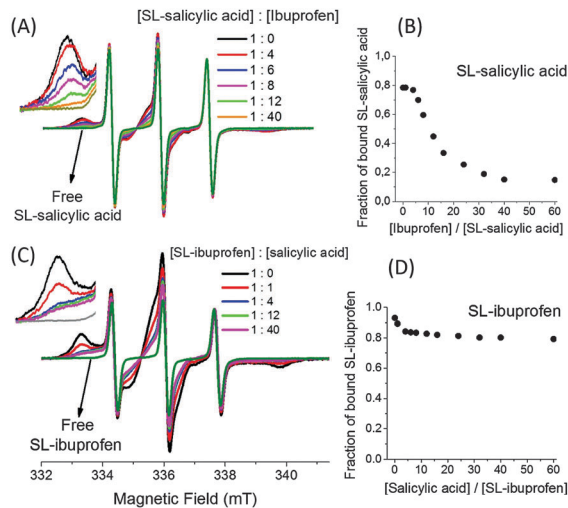 (A)
[SL-salicylic acid] : [Ibuprofen]
1 : 0
1 : 4
1 : 6
1 : 8
1 : 12
1 : 40
Free
SL-salicylic acid
(B)
SL-salicylic acid
Fraction of bound SL-salicylic acid
0,8
0,6
0,4
0,2
0,0
0 10 20 30 40 50 60
[Ibuprofen] / [SL-salicylic acid]
(C)
[SL-ibuprofen] : [salicylic acid]
1 : 0
1 : 1
1 : 4
1 : 12
1 : 40
Free
SL-ibuprofen
332 334 336 338 340
Magnetic Field (mT)
(D)
SL-ibuprofen
Fraction of bound SL-ibuprofen
1,0
0,8
0,6
0,4
0,2
0,0
0 10 20 30 40 50 60
[Salicylic acid] / [SL-ibuprofen]